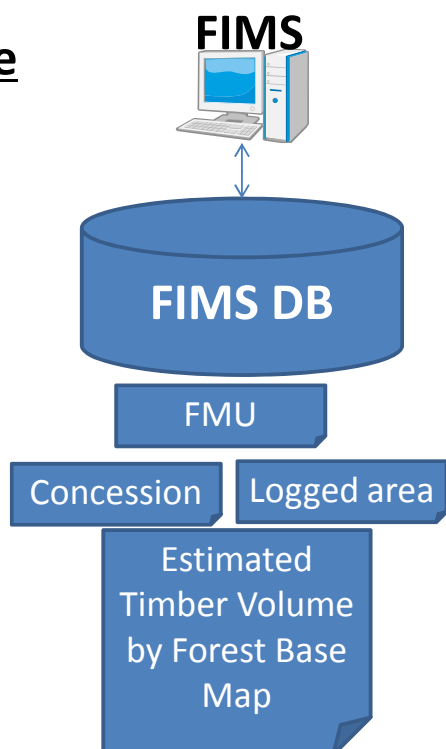 FIMS
e
FIMS DB
FMU
Concession
Logged area
Estimated
Timber Volume
by Forest Base
Map